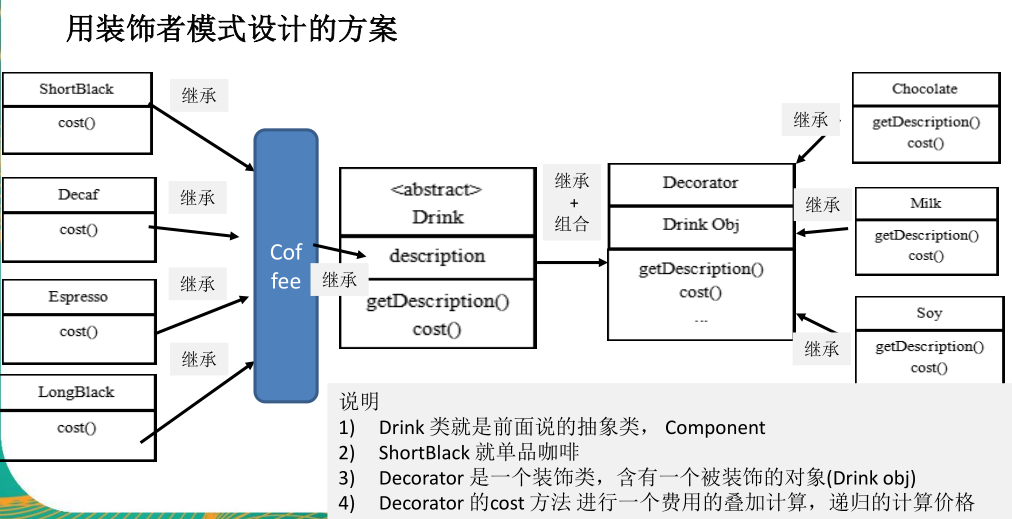 用装饰者模式设计的方案
ShortBlack
cost()
继承
Decaf
cost()
继承
Espresso
cost()
继承
LongBlack
cost()
继承
Cof
fee
继承
<abstract>
Drink
description
getDescription()
cost()
继承
+
组合
Decorator
Drink Obj
getDescription()
cost()
...
继承
Chocolate
getDescription()
cost()
继承
Milk
getDescription()
cost()
继承
Soy
getDescription()
cost()
说明
1) Drink 类就是前面说的抽象类， Component
2) ShortBlack 就单品咖啡
3) Decorator 是一个装饰类，含有一个被装饰的对象(Drink obj)
4) Decorator 的cost 方法 进行一个费用的叠加计算，递归的计算价格